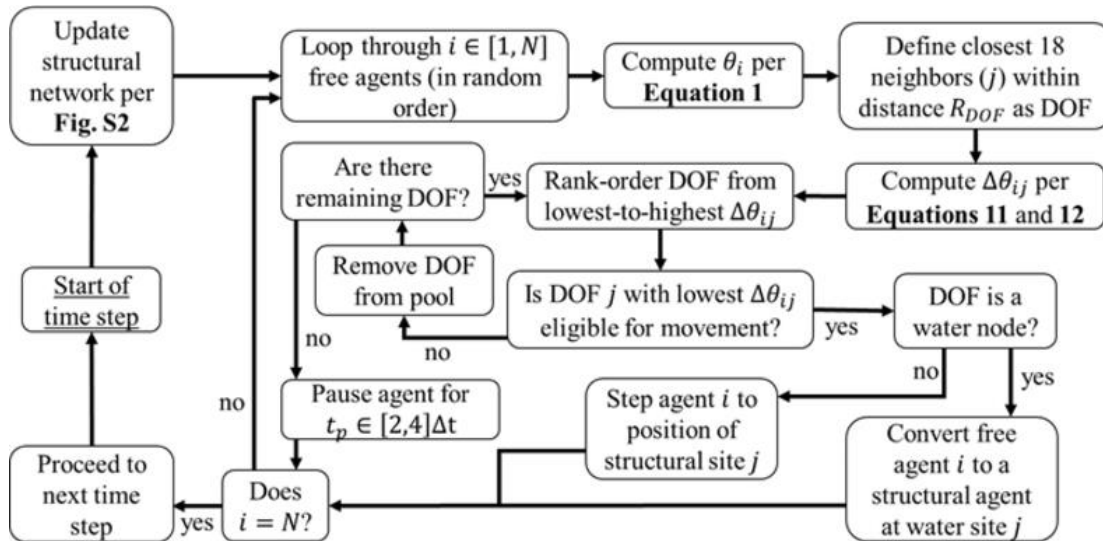 Update
structural
network per
Fig. S2
Loop through i ∈ [1, N]
free agents (in random
order)
Compute θᵢ per
Equation 1
Define closest 18
neighbors (j) within
distance R_DOF as DOF
Are there
remaining DOF?
yes
Rank-order DOF from
lowest-to-highest Δθᵢⱼ
Compute Δθᵢⱼ per
Equations 11 and 12
Start of
time step
Remove DOF
from pool
Is DOF j with lowest Δθᵢⱼ
eligible for movement?
yes
DOF is a
water node?
no
no
no
yes
no
Pause agent for
t_p ∈ [2,4]Δt
Step agent i to
position of
structural site j
Convert free
agent i to a
structural agent
at water site j
Proceed to
next time
step
yes
Does
i = N?